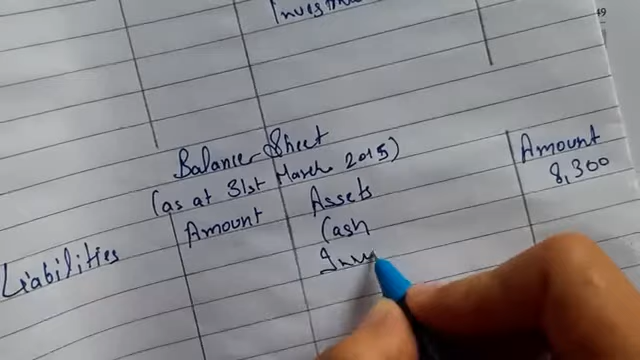 Balance Sheet
(as at 31st March 2015)
Liabilities Amount Assets Amount
Cash 8,300